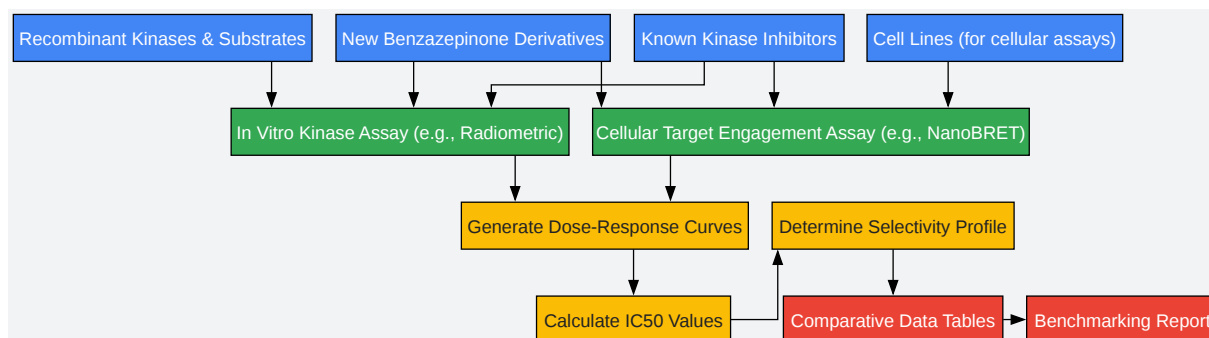 Recombinant Kinases & Substrates
New Benzazepinone Derivatives
Known Kinase Inhibitors
Cell Lines (for cellular assays)
In Vitro Kinase Assay (e.g., Radiometric)
Cellular Target Engagement Assay (e.g., NanoBRET)
Generate Dose-Response Curves
Determine Selectivity Profile
Calculate IC50 Values
Comparative Data Tables
Benchmarking Report